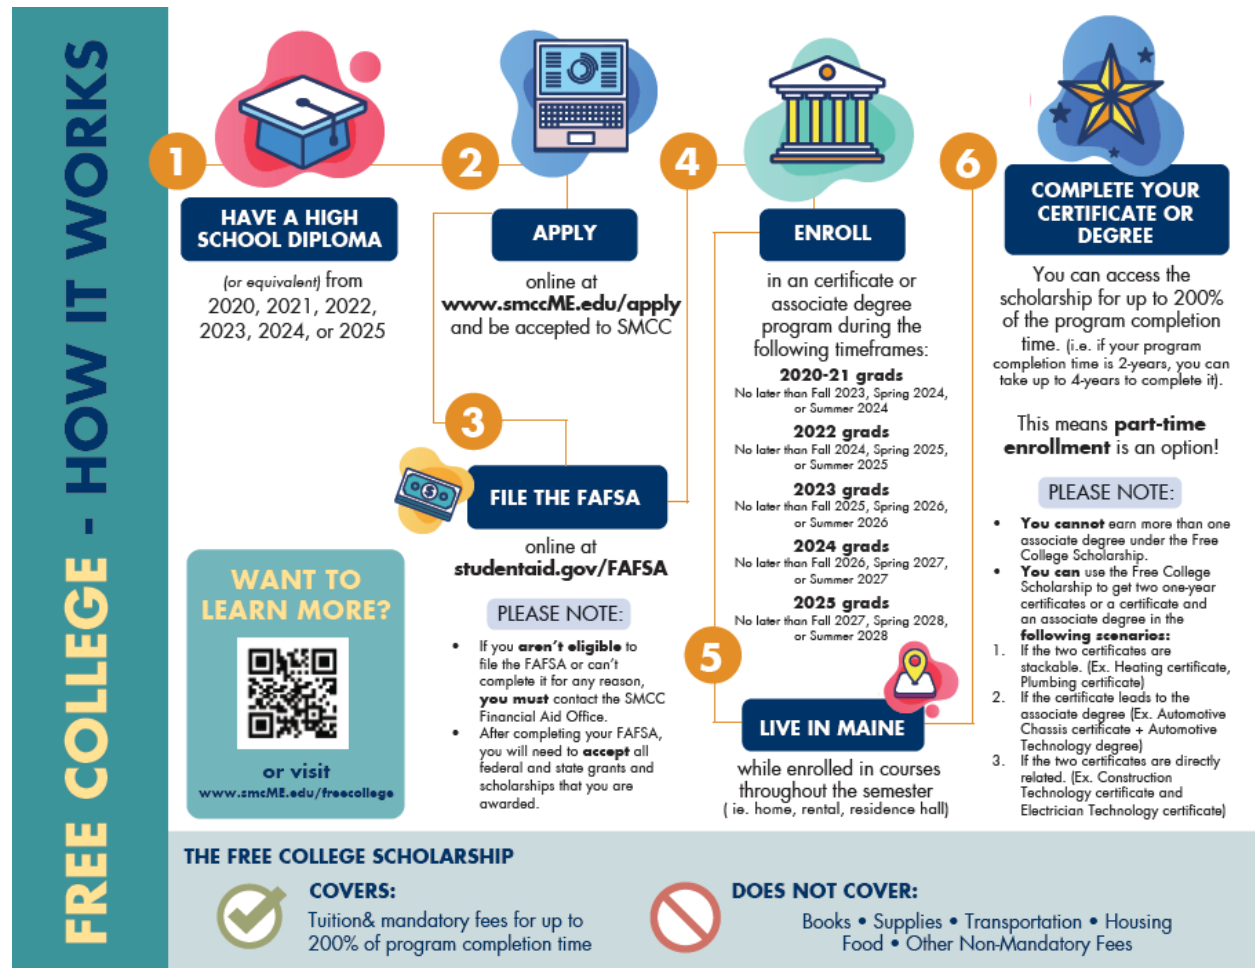 FREE COLLEGE - HOW IT WORKS
1
HAVE A HIGH
SCHOOL DIPLOMA
(or equivalent) from
2020, 2021, 2022,
2023, 2024, or 2025
2
APPLY
online at
www.smccME.edu/apply
and be accepted to SMCC
3
FILE THE FAFSA
online at
studentaid.gov/FAFSA
PLEASE NOTE:
• If you aren't eligible to
file the FAFSA or can't
complete it for any reason,
you must contact the SMCC
Financial Aid Office.
• After completing your FAFSA,
you will need to accept all
federal and state grants and
scholarships that you are
awarded.
4
ENROLL
in an certificate or
associate degree
program during the
following timeframes:
2020-21 grads
No later than Fall 2023, Spring 2024,
or Summer 2024
2022 grads
No later than Fall 2024, Spring 2025,
or Summer 2025
2023 grads
No later than Fall 2025, Spring 2026,
or Summer 2026
2024 grads
No later than Fall 2026, Spring 2027,
or Summer 2027
2025 grads
No later than Fall 2027, Spring 2028,
or Summer 2028
5
LIVE IN MAINE
while enrolled in courses
throughout the semester
( ie. home, rental, residence hall)
6
COMPLETE YOUR
CERTIFICATE OR
DEGREE
You can access the
scholarship for up to 200%
of the program completion
time. (i.e. if your program
completion time is 2-years, you can
take up to 4-years to complete it).
This means part-time
enrollment is an option!
PLEASE NOTE:
• You cannot earn more than one
associate degree under the Free
College Scholarship.
• You can use the Free College
Scholarship to get two one-year
certificates or a certificate and
an associate degree in the
following scenarios:
1. If the two certificates are
stackable. (Ex. Heating certificate,
Plumbing certificate)
2. If the certificate leads to the
associate degree (Ex. Automotive
Chassis certificate + Automotive
Technology degree)
3. If the two certificates are directly
related. (Ex. Construction
Technology certificate and
Electrician Technology certificate)
WANT TO
LEARN MORE?
or visit
www.smcME.edu/freecollege
THE FREE COLLEGE SCHOLARSHIP
COVERS:
Tuition& mandatory fees for up to
200% of program completion time
DOES NOT COVER:
Books • Supplies • Transportation • Housing
Food • Other Non-Mandatory Fees